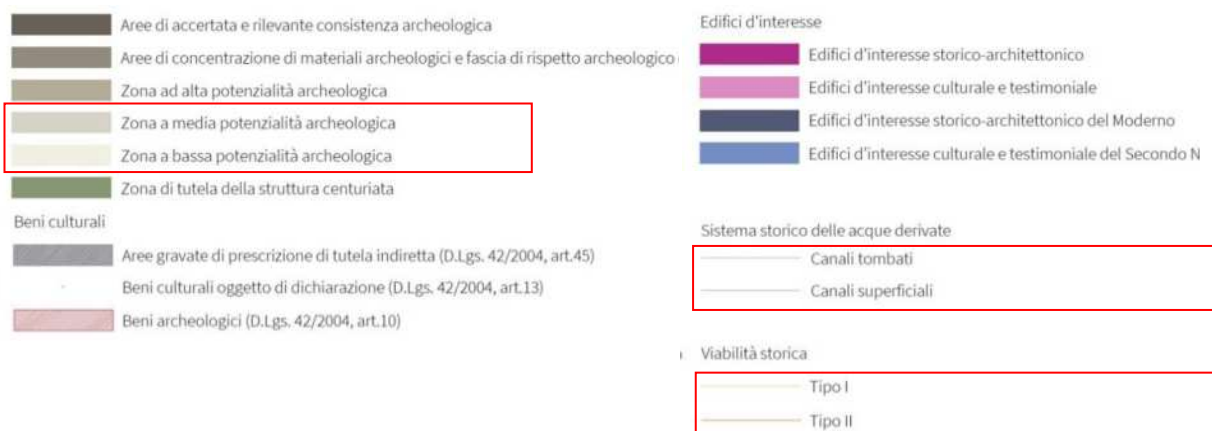 Aree di accertata e rilevante consistenza archeologica
Aree di concentrazione di materiali archeologici e fascia di rispetto archeologico
Zona ad alta potenzialità archeologica
Zona a media potenzialità archeologica
Zona a bassa potenzialità archeologica
Zona di tutela della struttura centuriata
Beni culturali
Aree gravate di prescrizione di tutela indiretta (D.Lgs. 42/2004, art.45)
Beni culturali oggetto di dichiarazione (D.Lgs. 42/2004, art.13)
Beni archeologici (D.Lgs. 42/2004, art.10)
Edifici d'interesse
Edifici d'interesse storico-architettonico
Edifici d'interesse culturale e testimoniale
Edifici d'interesse storico-architettonico del Moderno
Edifici d'interesse culturale e testimoniale del Secondo N
Sistema storico delle acque derivate
Canali tombati
Canali superficiali
Viabilità storica
Tipo I
Tipo II